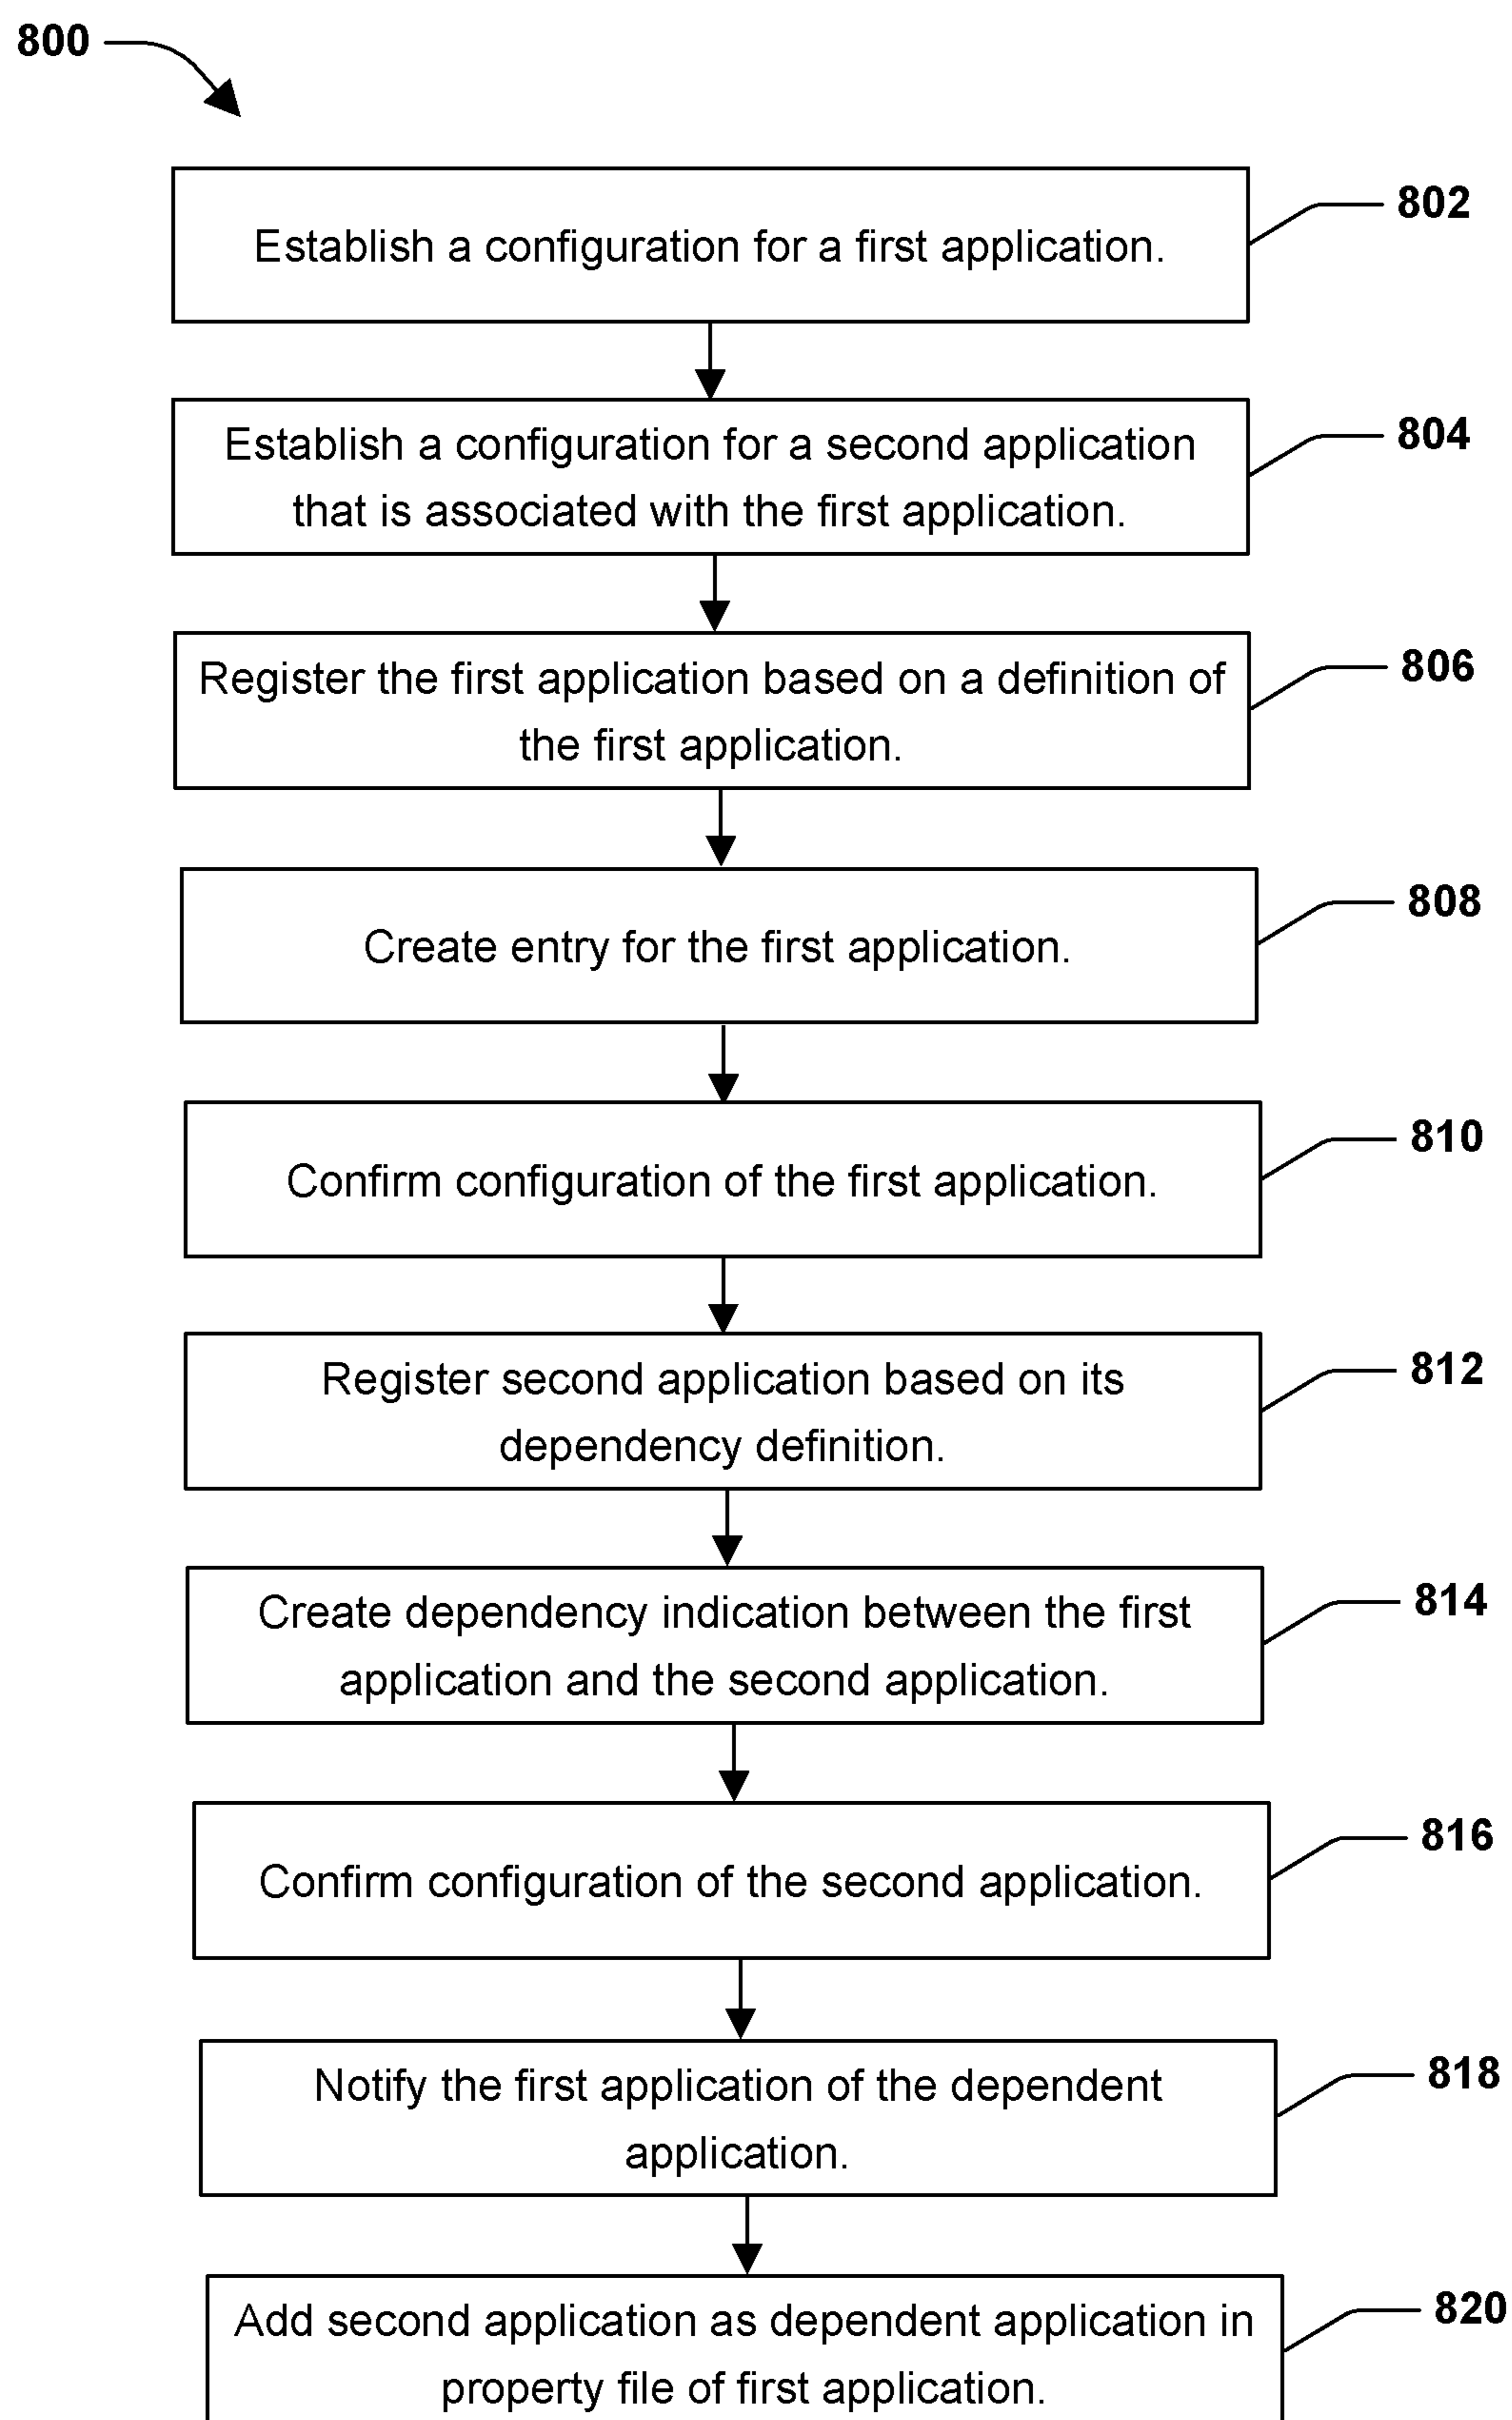 800
802
Establish a configuration for a first application.
804
Establish a configuration for a second application
that is associated with the first application.
806
Register the first application based on a definition of
the first application.
808
Create entry for the first application.
810
Confirm configuration of the first application.
812
Register second application based on its
dependency definition.
814
Create dependency indication between the first
application and the second application.
816
Confirm configuration of the second application.
818
Notify the first application of the dependent
application.
820
Add second application as dependent application in
property file of first application.